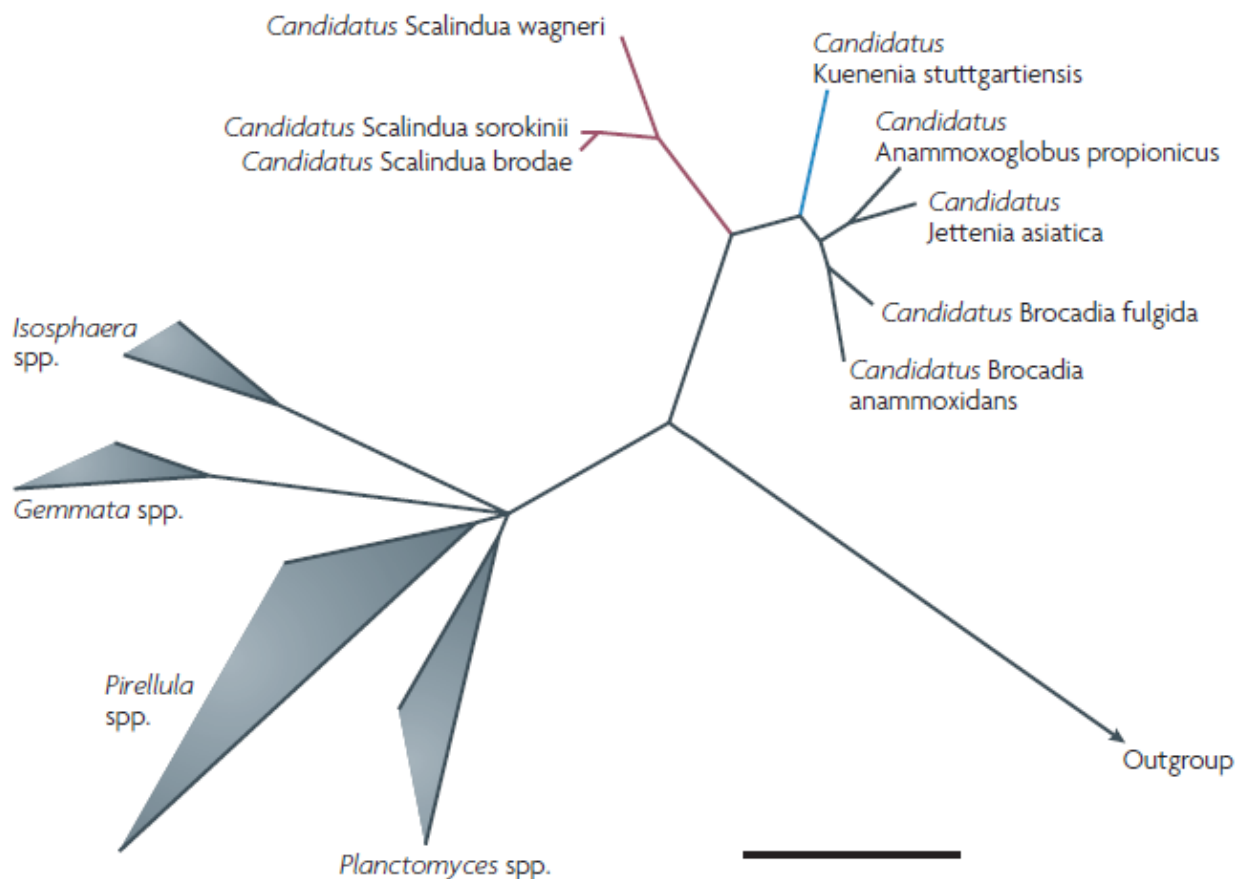 Candidatus Scalindua wagneri
Candidatus
Kuenenia stuttgartiensis
Candidatus Scalindua sorokinii
Candidatus Scalindua brodae
Candidatus
Anammoxoglobus propionicus
Candidatus
Jettenia asiatica
Candidatus Brocadia fulgida
Candidatus Brocadia
anammoxidans
Isosphaera
spp.
Gemmata spp.
Pirellula
spp.
Planctomyces spp.
Outgroup